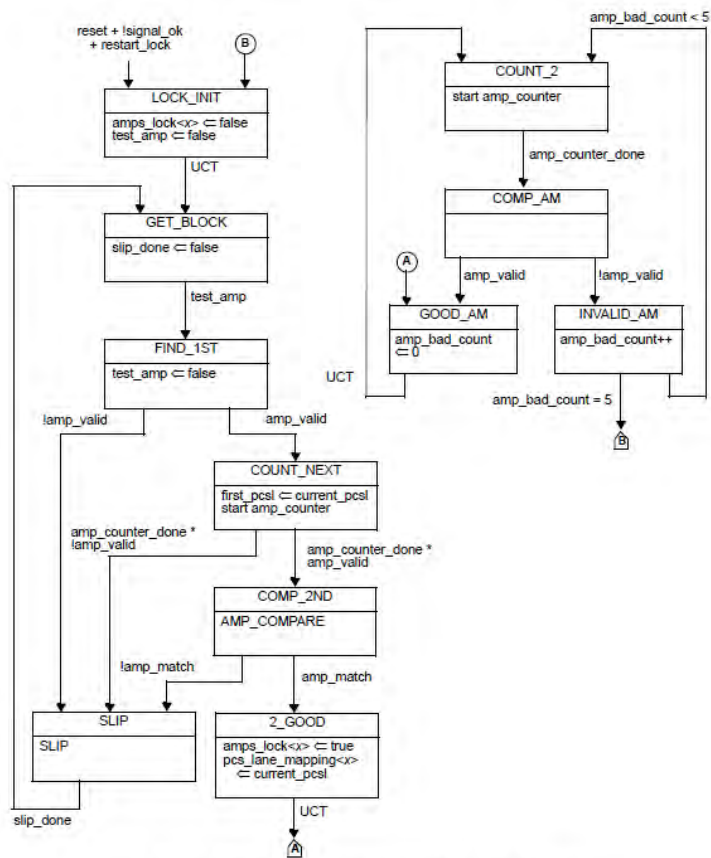 reset + !signal_ok
+ restart_lock
B
LOCK_INIT
amps_lock<x> ⇐ false
test_amp ⇐ false
UCT
GET_BLOCK
slip_done ⇐ false
test_amp
FIND_1ST
test_amp ⇐ false
!amp_valid
amp_valid
COUNT_NEXT
first_pcsl ⇐ current_pcsl
start amp_counter
amp_counter_done *
!amp_valid
amp_counter_done *
amp_valid
COMP_2ND
AMP_COMPARE
!amp_match
amp_match
SLIP
SLIP
2_GOOD
amps_lock<x> ⇐ true
pcs_lane_mapping<x>
⇐ current_pcsl
slip_done
UCT
A
amp_bad_count < 5
COUNT_2
start amp_counter
amp_counter_done
COMP_AM
A
amp_valid
!amp_valid
GOOD_AM
amp_bad_count
⇐ 0
INVALID_AM
amp_bad_count++
UCT
amp_bad_count = 5
B